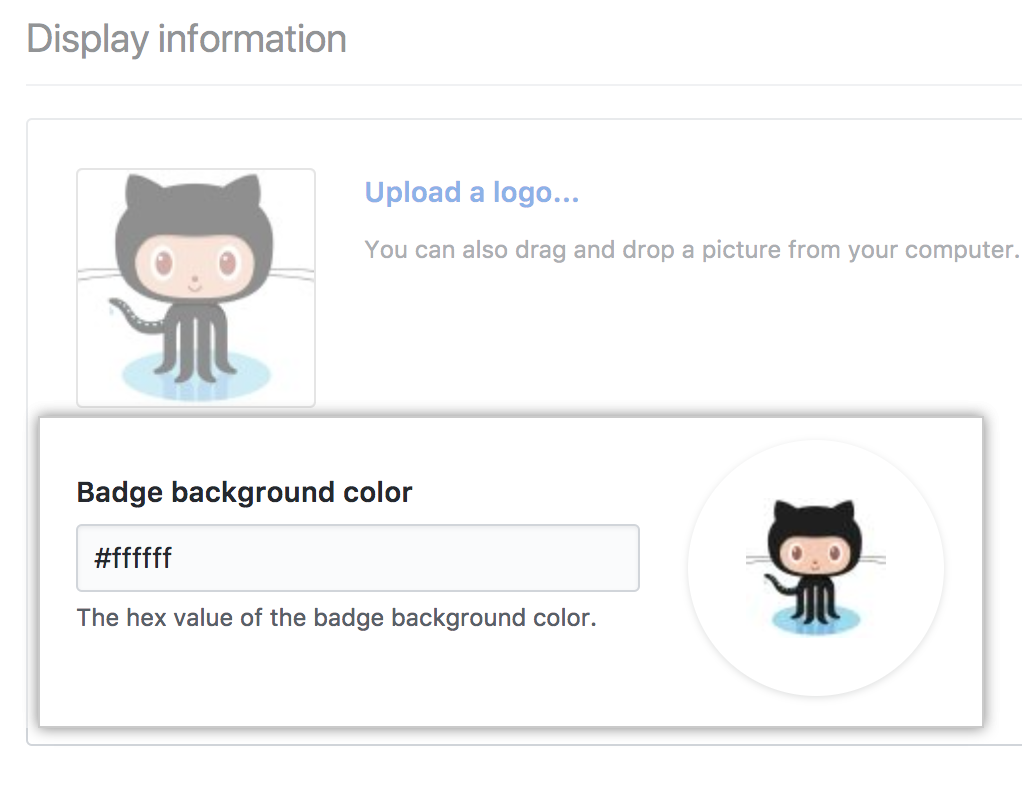 Display information
Upload a logo...
You can also drag and drop a picture from your computer.
Badge background color
#ffffff
The hex value of the badge background color.